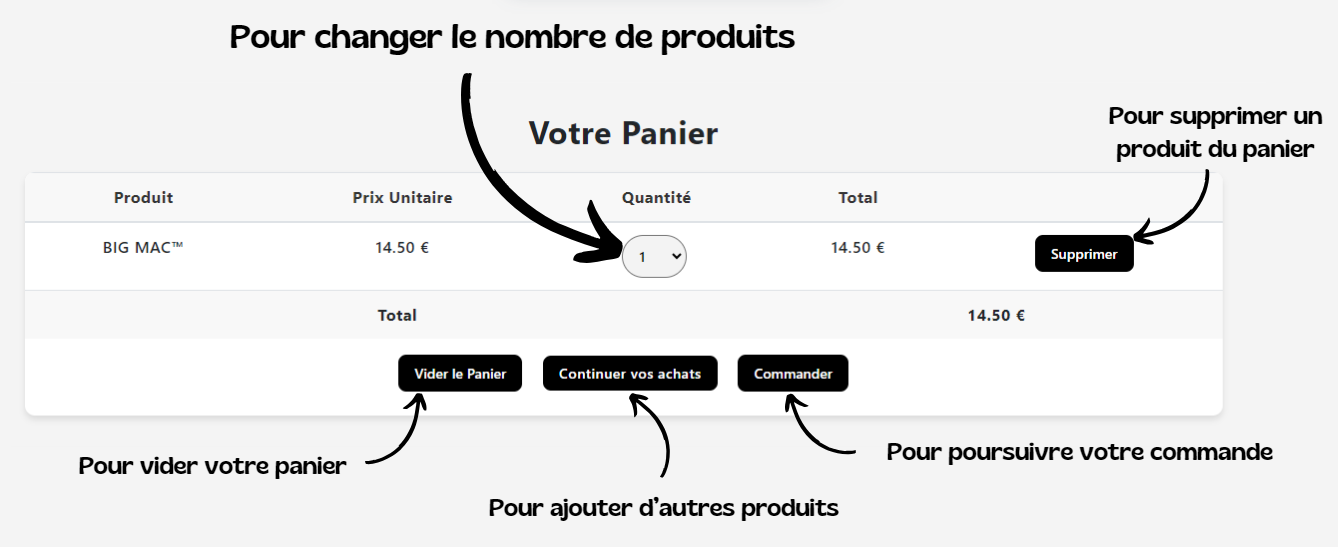 Pour changer le nombre de produits
Votre Panier
Pour supprimer un
produit du panier
Produit Prix Unitaire Quantité Total
BIG MAC™ 14.50 € 1 14.50 € Supprimer
Total 14.50 €
Vider le Panier Continuer vos achats Commander
Pour vider votre panier
Pour poursuivre votre commande
Pour ajouter d'autres produits